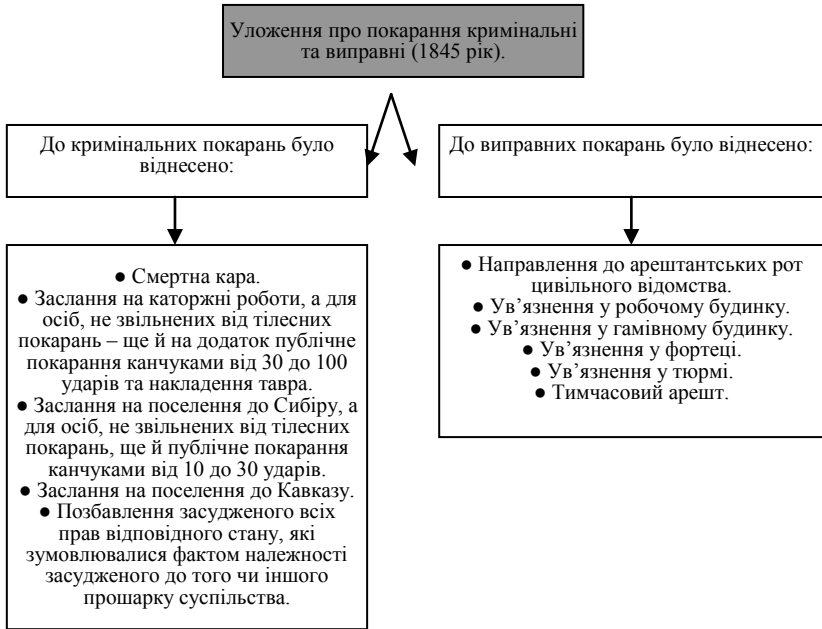 Уложення про покарання кримінальні
та виправні (1845 рік).
До кримінальних покарань було
віднесено:
До виправних покарань було віднесено:
● Смертна кара.
● Заслання на каторжні роботи, а для
осіб, не звільнених від тілесних
покарань – ще й на додаток публічне
покарання канчуками від 30 до 100
ударів та накладення тавра.
● Заслання на поселення до Сибіру, а
для осіб, не звільнених від тілесних
покарань, ще й публічне покарання
канчуками від 10 до 30 ударів.
● Заслання на поселення до Кавказу.
● Позбавлення засудженого всіх
прав відповідного стану, які
зумовлювалися фактом належності
засудженого до того чи іншого
прошарку суспільства.
● Направлення до арештантських рот
цивільного відомства.
● Ув’язнення у робочому будинку.
● Ув’язнення у гамівному будинку.
● Ув’язнення у фортеці.
● Ув’язнення у тюрмі.
● Тимчасовий арешт.